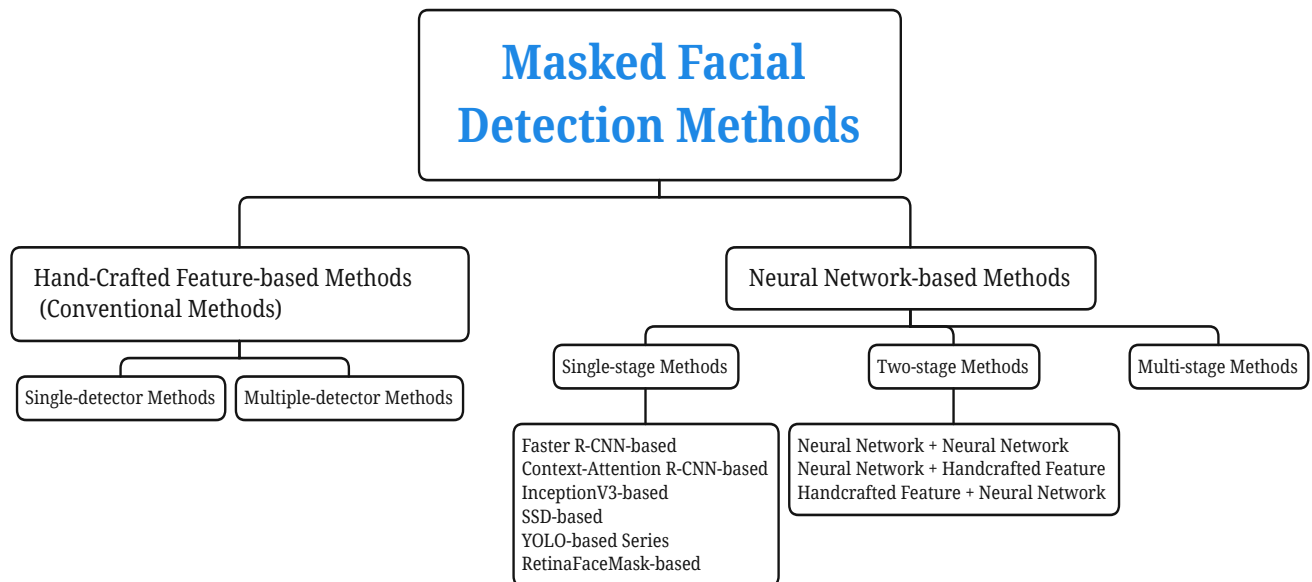 Masked Facial
Detection Methods
Hand-Crafted Feature-based Methods
(Conventional Methods)
Neural Network-based Methods
Single-detector Methods
Multiple-detector Methods
Single-stage Methods
Two-stage Methods
Multi-stage Methods
Faster R-CNN-based
Context-Attention R-CNN-based
InceptionV3-based
SSD-based
YOLO-based Series
RetinaFaceMask-based
Neural Network + Neural Network
Neural Network + Handcrafted Feature
Handcrafted Feature + Neural Network